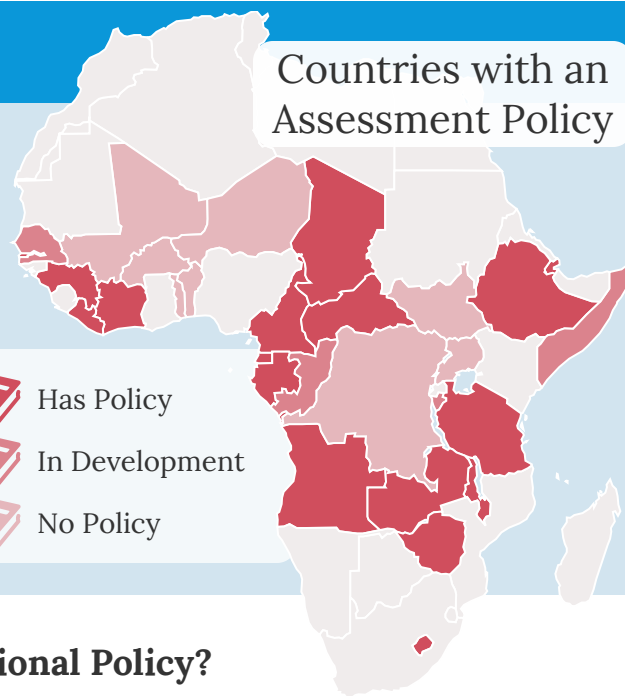 Countries with an
Assessment Policy
Has Policy
In Development
No Policy
ional Policy?